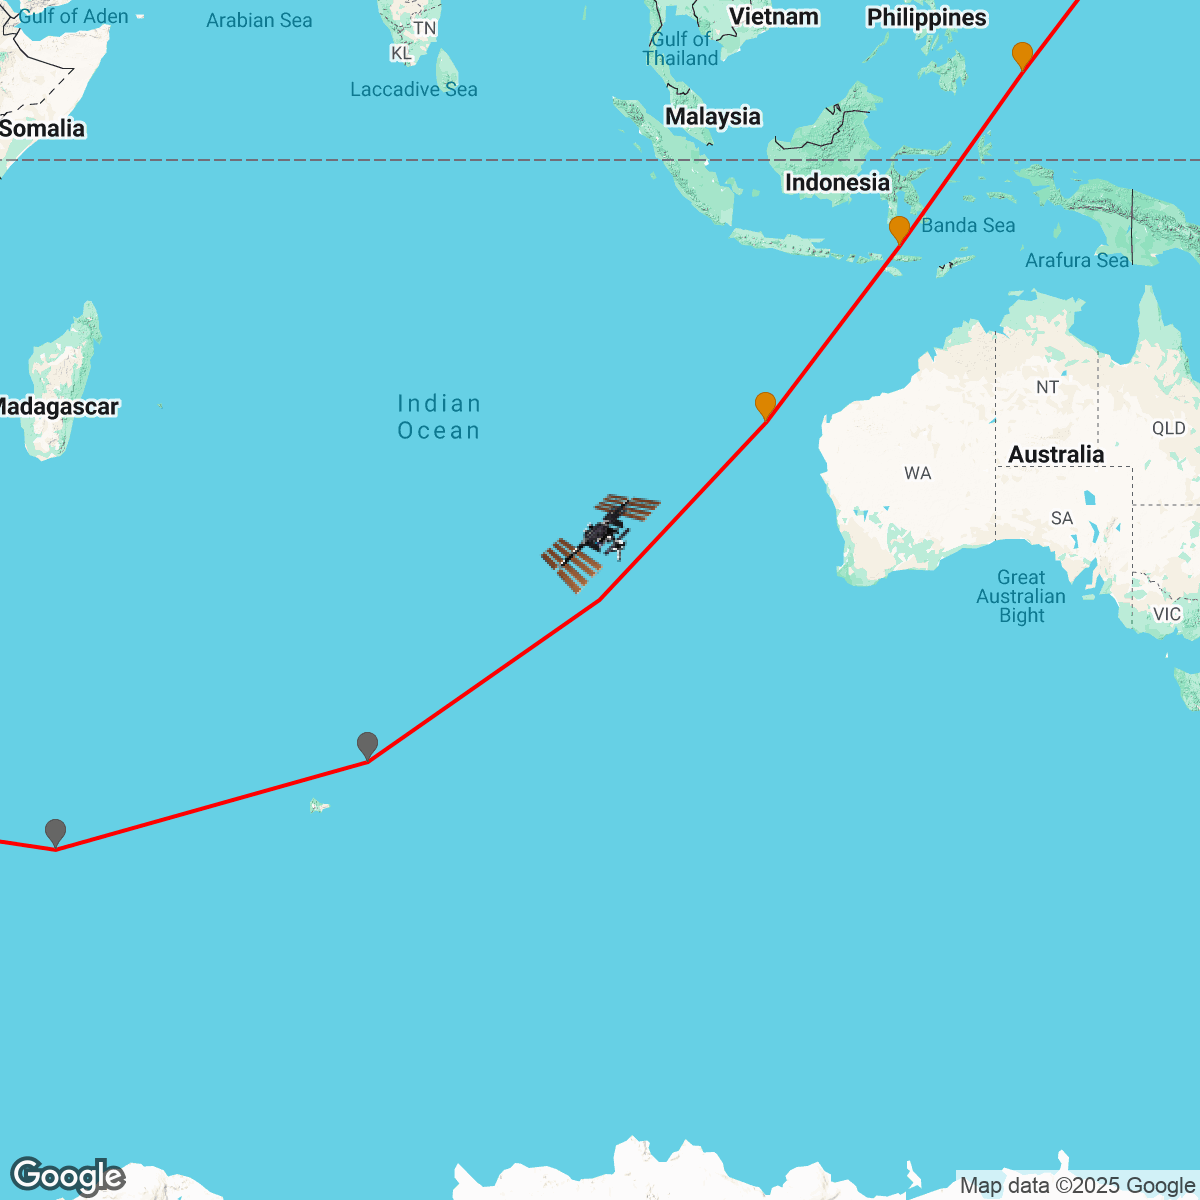 Gulf of Aden
Arabian Sea
TN
KL
Laccadive Sea
Vietnam
Philippines
Gulf of
Thailand
Malaysia
Somalia
Indonesia
Banda Sea
Arafura Sea
Madagascar
Indian
Ocean
NT
QLD
Australia
WA
SA
Great
Australian
Bight
VIC
Google
Map data ©2025 Google